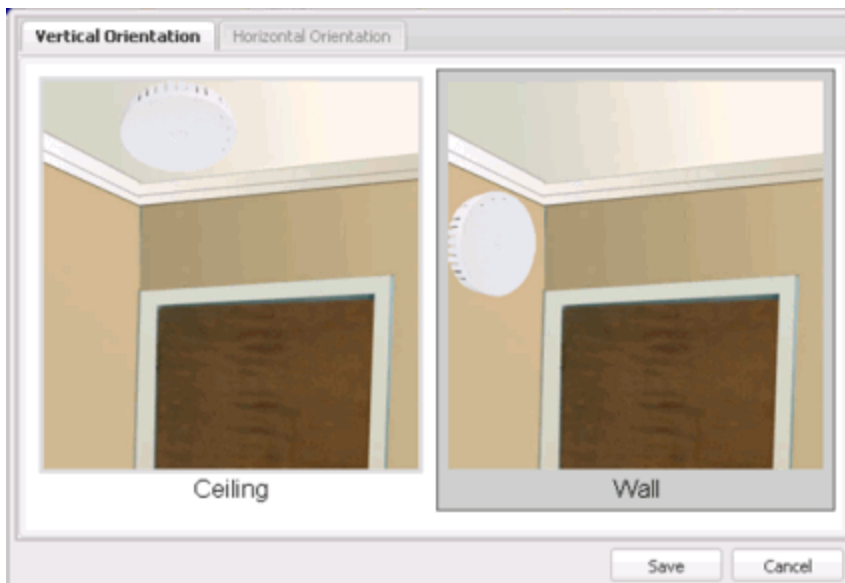 Vertical Orientation
Horizontal Orientation
Ceiling
Wall
Save
Cancel